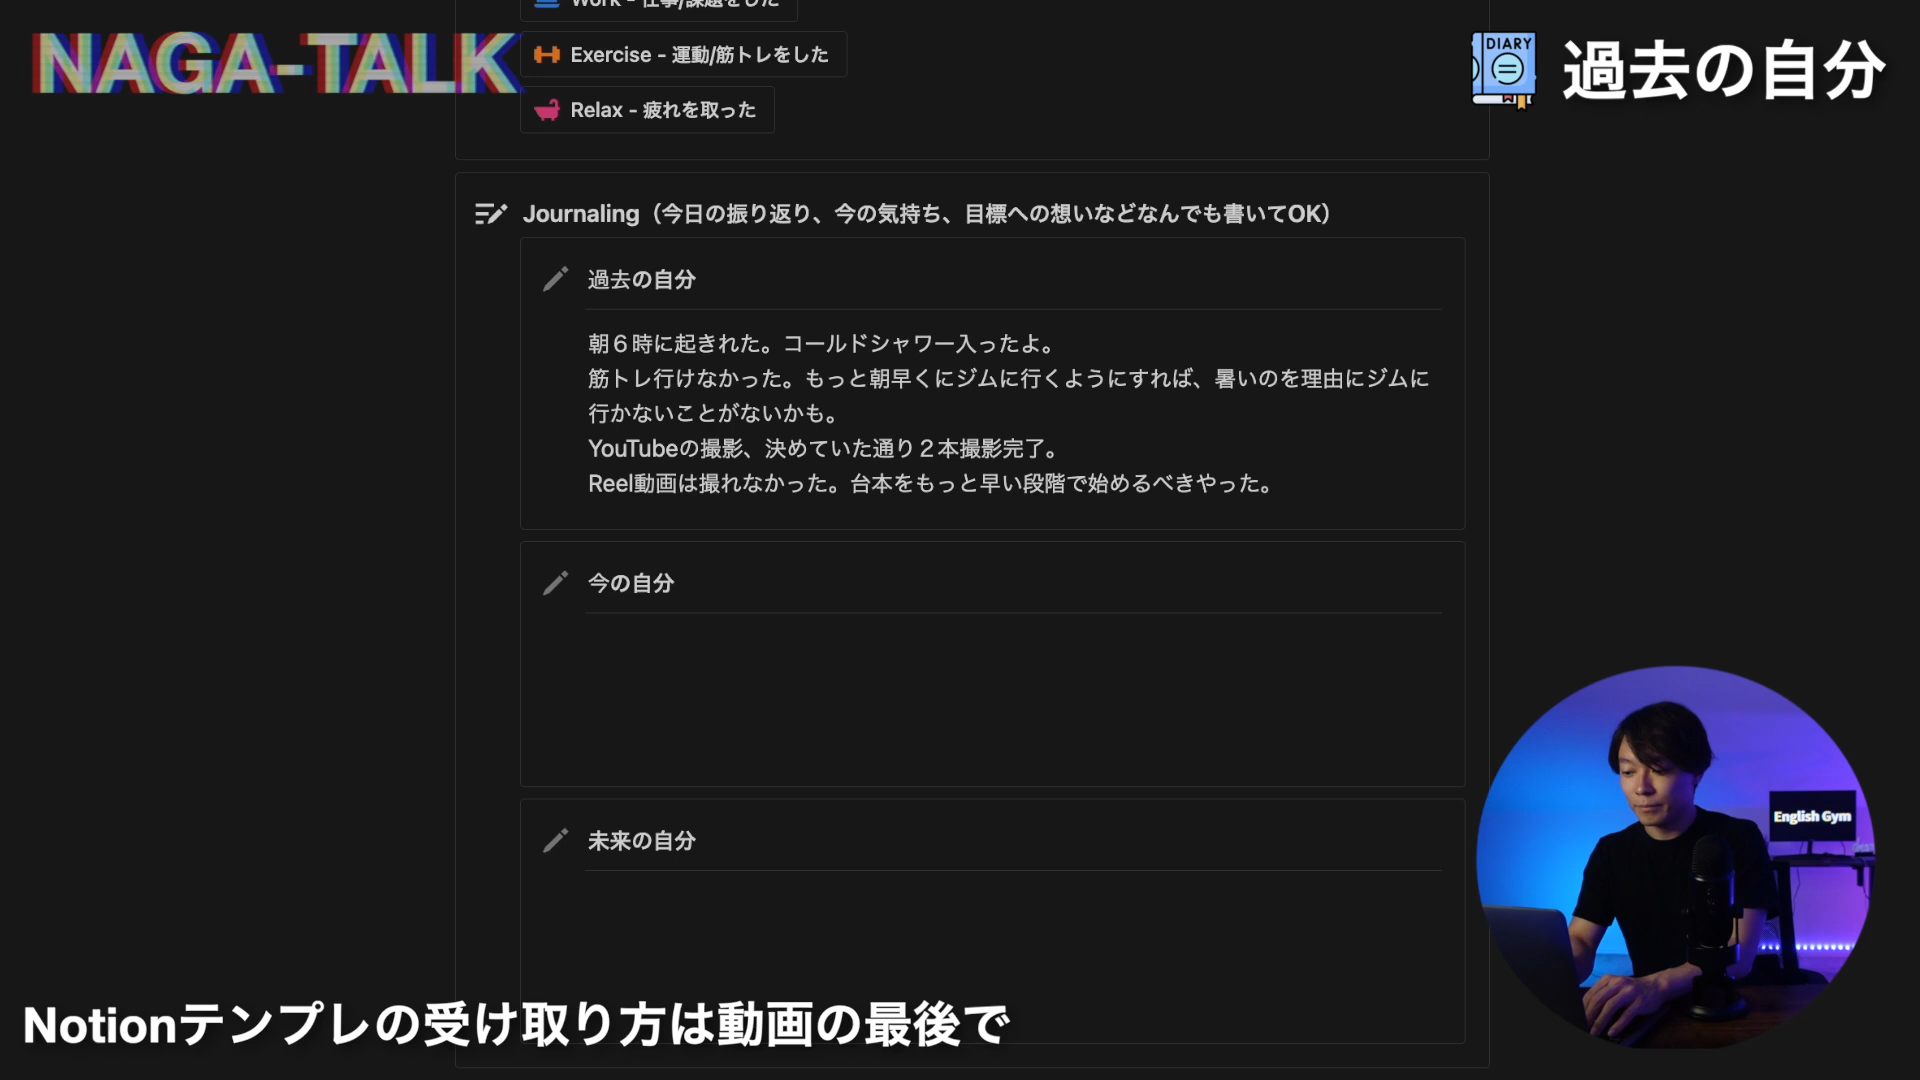 Work - 仕事/課題をした
NAGA-TALK
Exercise - 運動/筋トレをした
DIARY
過去の自分
Relax - 疲れを取った
Journaling（今日の振り返り、今の気持ち、目標への想いなどなんでも書いてOK）
過去の自分
朝６時に起きれた。コールドシャワー入ったよ。
筋トレ行けなかった。もっと朝早くにジムに行くようにすれば、暑いのを理由にジムに
行かないことがないかも。
YouTubeの撮影、決めていた通り２本撮影完了。
Reel動画は撮れなかった。台本をもっと早い段階で始めるべきやった。
今の自分
未来の自分
English Gym
Notionテンプレの受け取り方は動画の最後で